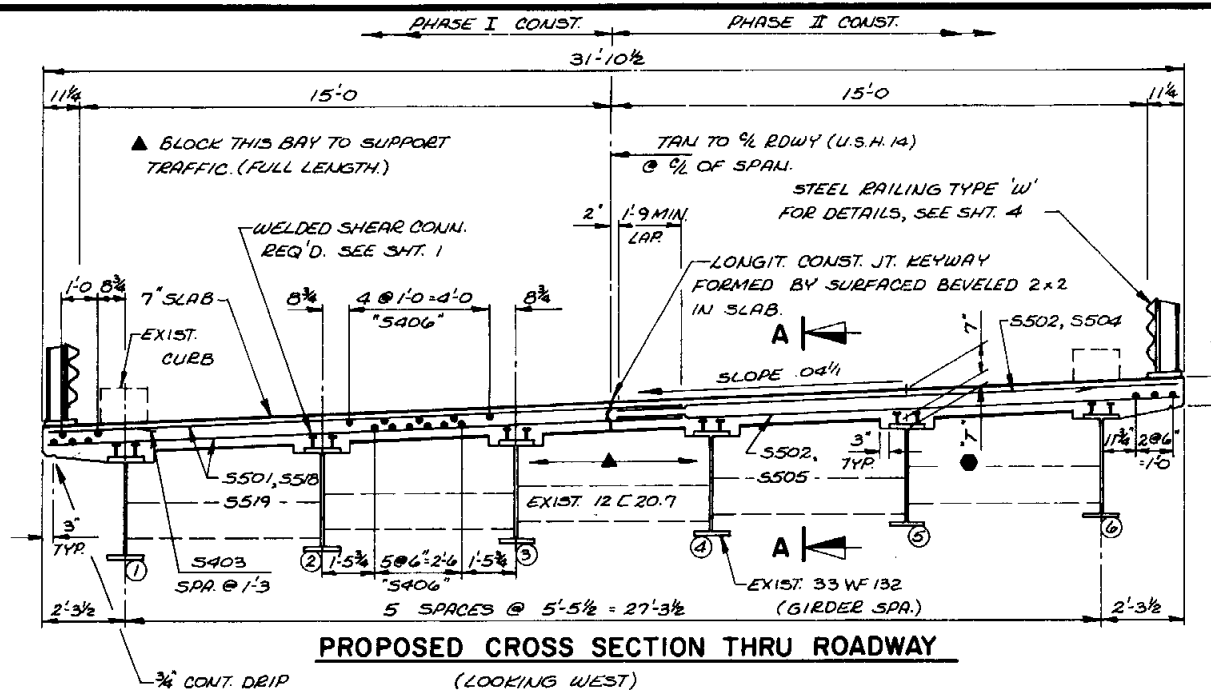 PHASE I CONST. PHASE II CONST.
31'-10½
11¼ 15'-0 15'-0 11¼
▲ BLOCK THIS BAY TO SUPPORT
TRAFFIC. (FULL LENGTH.)
TAN TO C/L RDWY (U.S.H. 14)
@ C/L OF SPAN.
STEEL RAILING TYPE 'W'
FOR DETAILS, SEE SHT. 4
WELDED SHEAR CONN.
REQ'D. SEE SHT. 1
2" 1'-9 MIN.
LAP.
LONGIT. CONST. JT. KEYWAY
FORMED BY SURFACED BEVELED 2x2
IN SLAB.
1'-0 8¾
7" SLAB
8¾ 4 @ 1'-0 = 4'-0 8¾
"S406"
EXIST.
CURB
A
7"
S502, S504
SLOPE .04'/1
7"
S501, S518
S519
3"
TYP.
S502,
S505
11¾" 2@6"
=1'-0
▲
EXIST. 12 C 20.7
3"
TYP.
S403
SPA. @ 1'-3
1'-5¾ 5@6"=2'-6 1'-5¾
"S406"
A
1 2 3 4 5 6
EXIST. 33 WF 132
(GIRDER SPA.)
2'-3½ 5 SPACES @ 5'-5½ = 27'-3½ 2'-3½
PROPOSED CROSS SECTION THRU ROADWAY
(LOOKING WEST)
¾" CONT. DRIP